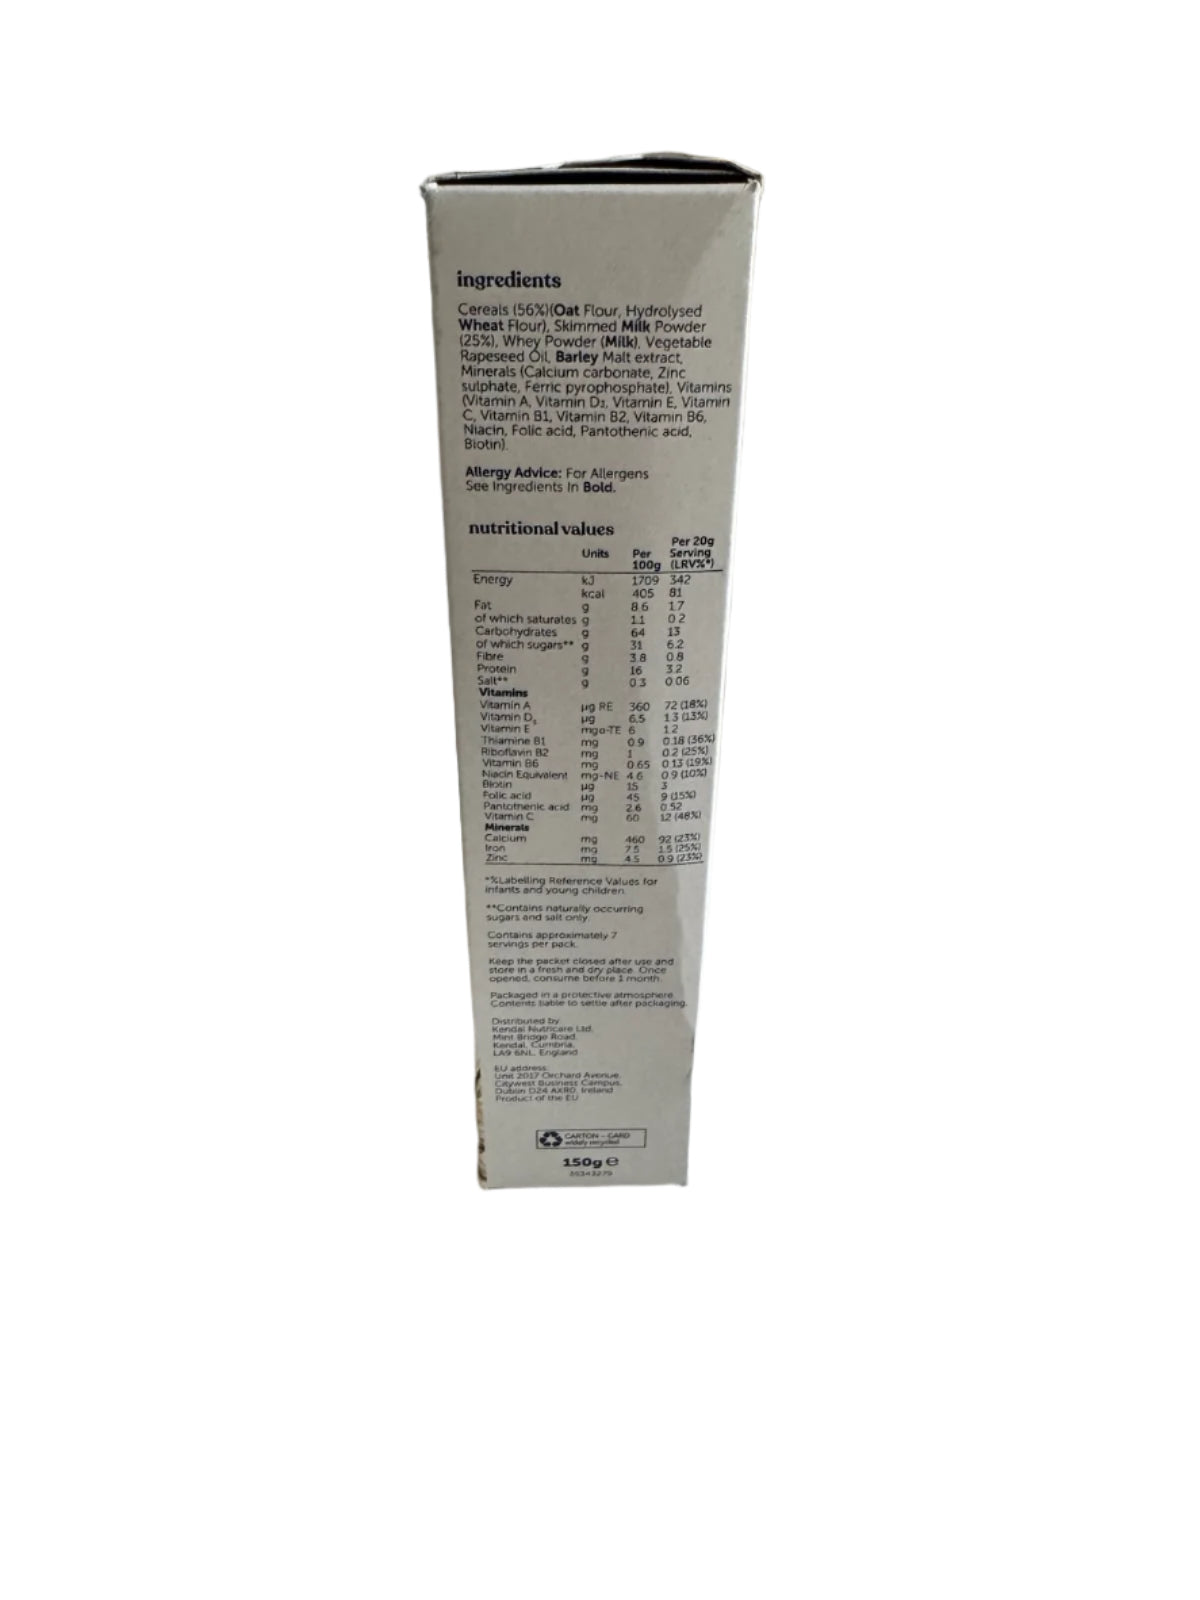 ingredients
Cereals (56%)(Oat Flour, Hydrolysed
Wheat Flour), Skimmed Milk Powder
(25%), Whey Powder (Milk), Vegetable
Rapeseed Oil, Barley Malt extract,
Minerals (Calcium carbonate, Zinc
sulphate, Ferric pyrophosphate), Vitamins
(Vitamin A, Vitamin D₃, Vitamin E, Vitamin
C, Vitamin B1, Vitamin B2, Vitamin B6,
Niacin, Folic acid, Pantothenic acid,
Biotin).
Allergy Advice: For Allergens
See Ingredients In Bold.
nutritional values
Units Per 100g Per 20g Serving (LRV%*)
Energy kJ 1709 342
kcal 405 81
Fat g 8.6 1.7
of which saturates g 1.1 0.2
Carbohydrates g 64 13
of which sugars** g 31 6.2
Fibre g 3.8 0.8
Protein g 16 3.2
Salt** g 0.3 0.06
Vitamins
Vitamin A µg RE 360 72 (18%)
Vitamin D₃ µg 6.5 1.3 (13%)
Vitamin E mgα-TE 6 1.2
Thiamine B1 mg 0.9 0.18 (36%)
Riboflavin B2 mg 1 0.2 (25%)
Vitamin B6 mg 0.65 0.13 (19%)
Niacin Equivalent mg-NE 4.6 0.9 (10%)
Biotin µg 15 3
Folic acid µg 45 9 (15%)
Pantothenic acid mg 2.6 0.52
Vitamin C mg 60 12 (48%)
Minerals
Calcium mg 460 92 (23%)
Iron mg 7.5 1.5 (25%)
Zinc mg 4.5 0.9 (23%)
*%Labelling Reference Values for
infants and young children.
**Contains naturally occurring
sugars and salt only.
Contains approximately 7
servings per pack.
Keep the packet closed after use and
store in a fresh and dry place. Once
opened, consume before 1 month.
Packaged in a protective atmosphere.
Contents liable to settle after packaging.
Distributed by:
Kendal Nutricare Ltd.
Mint Bridge Road,
Kendal, Cumbria,
LA9 6NL, England
EU address:
Unit 2017 Orchard Avenue,
Citywest Business Campus,
Dublin D24 AXR0, Ireland
Product of the EU
CARTON - CARD
widely recycled
150g ℮